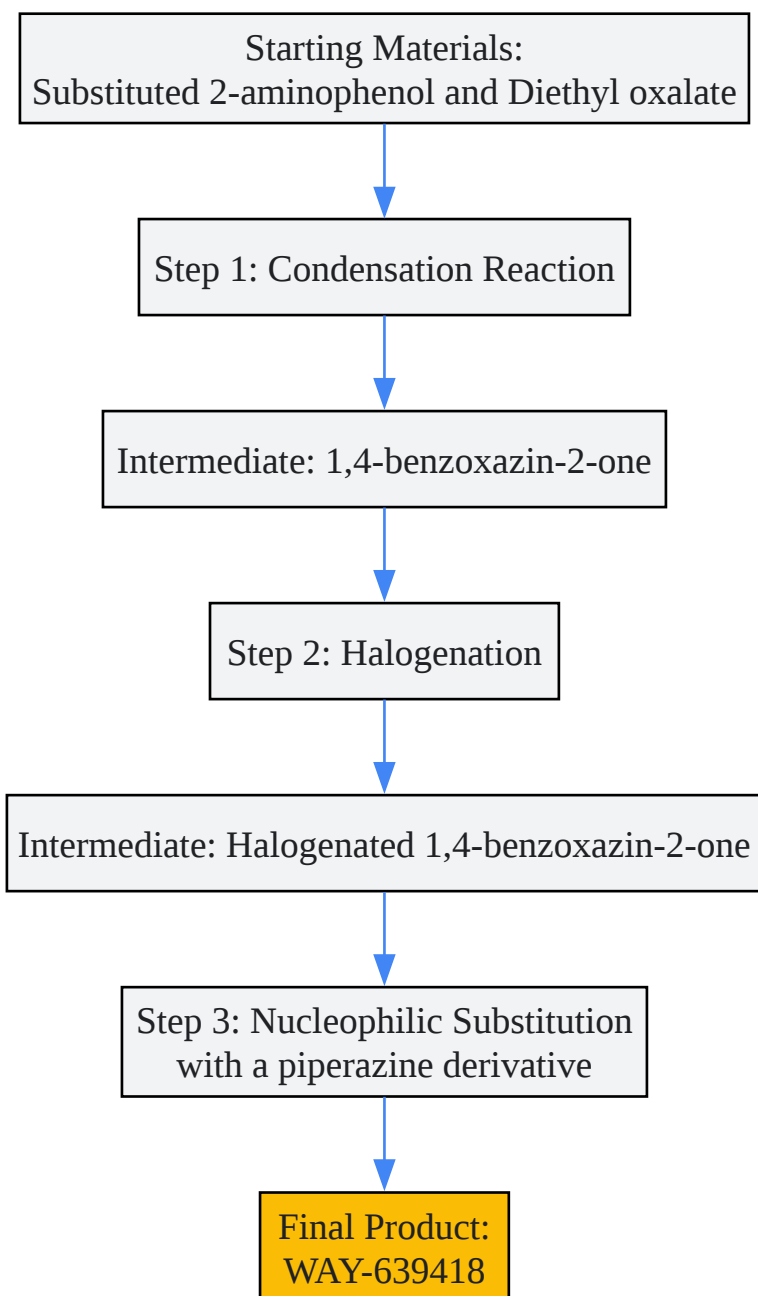 Starting Materials:
Substituted 2-aminophenol and Diethyl oxalate
Step 1: Condensation Reaction
Intermediate: 1,4-benzoxazin-2-one
Step 2: Halogenation
Intermediate: Halogenated 1,4-benzoxazin-2-one
Step 3: Nucleophilic Substitution
with a piperazine derivative
Final Product:
WAY-639418